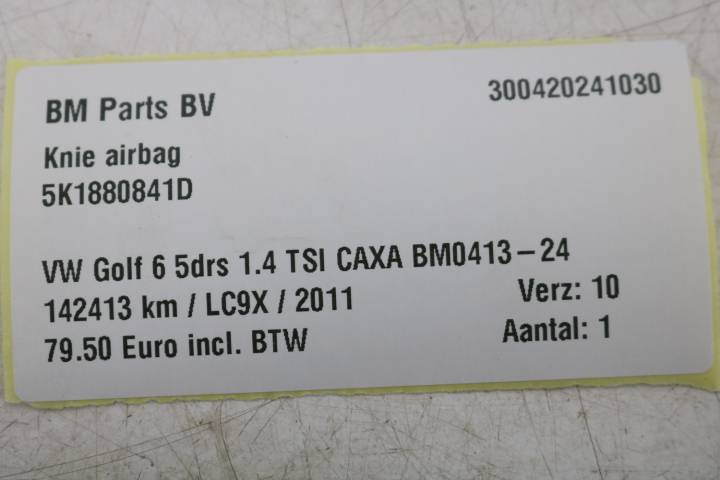 BM Parts BV 300420241030
Knie airbag
5K1880841D
VW Golf 6 5drs 1.4 TSI CAXA BM0413-24
142413 km / LC9X / 2011 Verz: 10
79.50 Euro incl. BTW Aantal: 1